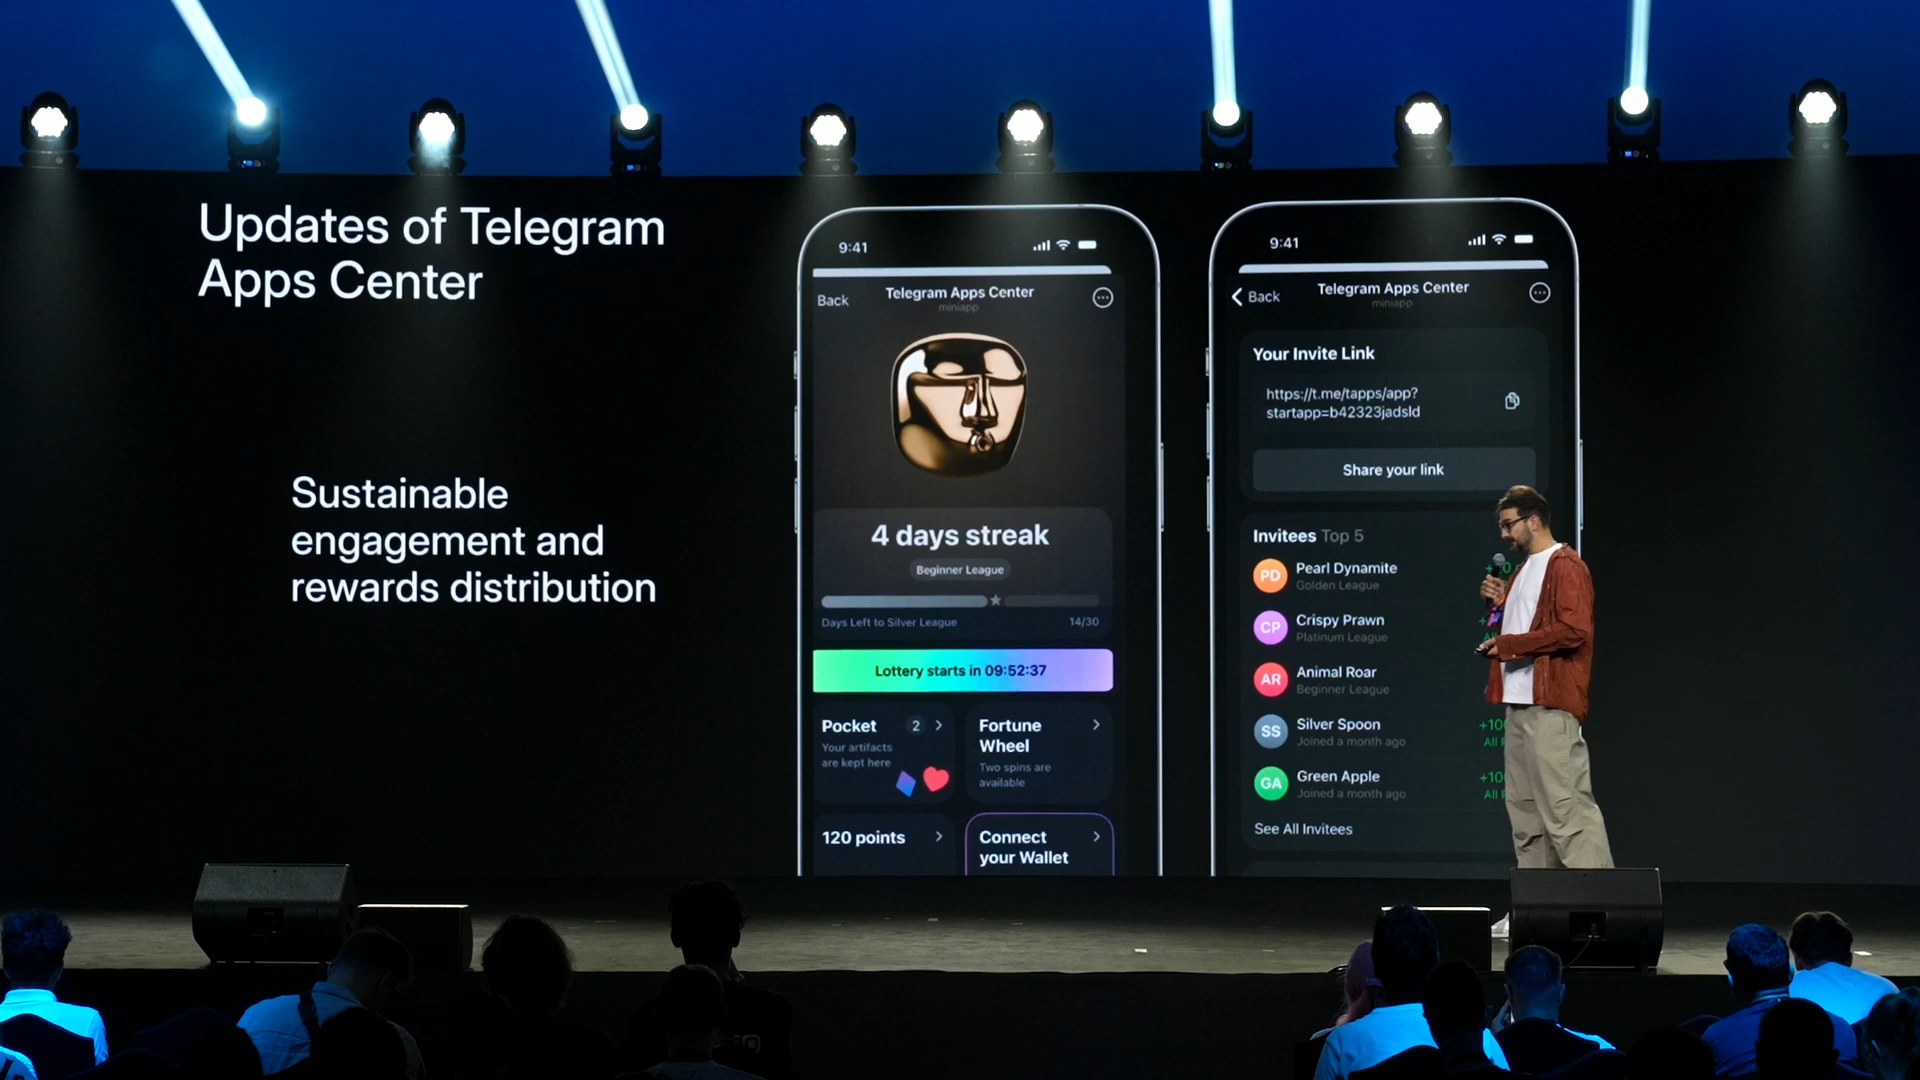 Updates of Telegram
Apps Center
Sustainable
engagement and
rewards distribution
9:41
Back
Telegram Apps Center
miniapp
4 days streak
Beginner League
Days Left to Silver League
14/30
Lottery starts in 09:52:37
Pocket
2
Your artifacts
are kept here
Fortune
Wheel
Two spins are
available
120 points
Connect
your Wallet
9:41
Back
Telegram Apps Center
miniapp
Your Invite Link
https://t.me/tapps/app?
startapp=b42323jadsld
Share your link
Invitees Top 5
PD
Pearl Dynamite
Golden League
CP
Crispy Prawn
Platinum League
AR
Animal Roar
Beginner League
SS
Silver Spoon
Joined a month ago
GA
Green Apple
Joined a month ago
See All Invitees